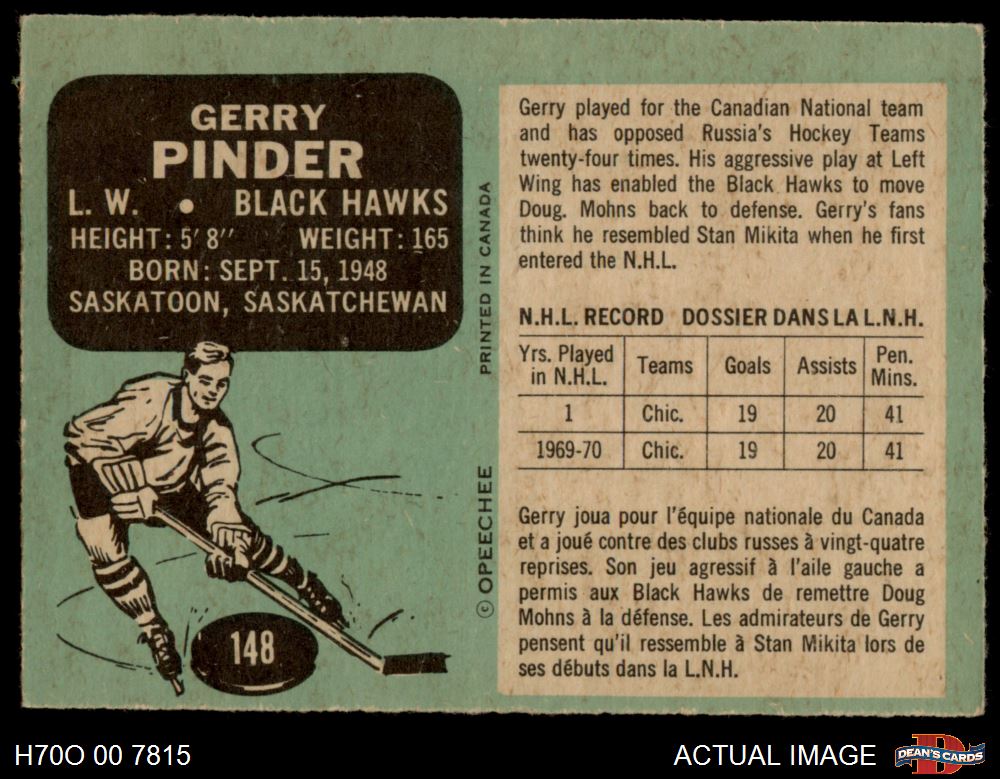 GERRY
PINDER
L. W. • BLACK HAWKS
HEIGHT: 5' 8" WEIGHT: 165
BORN: SEPT. 15, 1948
SASKATOON, SASKATCHEWAN
148
© OPEECHEE PRINTED IN CANADA
Gerry played for the Canadian National team
and has opposed Russia's Hockey Teams
twenty-four times. His aggressive play at Left
Wing has enabled the Black Hawks to move
Doug. Mohns back to defense. Gerry's fans
think he resembled Stan Mikita when he first
entered the N.H.L.
N.H.L. RECORD DOSSIER DANS LA L.N.H.
Yrs. Played in N.H.L. Teams Goals Assists Pen. Mins.
1 Chic. 19 20 41
1969-70 Chic. 19 20 41
Gerry joua pour l'équipe nationale du Canada
et a joué contre des clubs russes à vingt-quatre
reprises. Son jeu agressif à l'aile gauche a
permis aux Black Hawks de remettre Doug
Mohns à la défense. Les admirateurs de Gerry
pensent qu'il ressemble à Stan Mikita lors de
ses débuts dans la L.N.H.
H70O 00 7815
ACTUAL IMAGE
DEAN'S CARDS